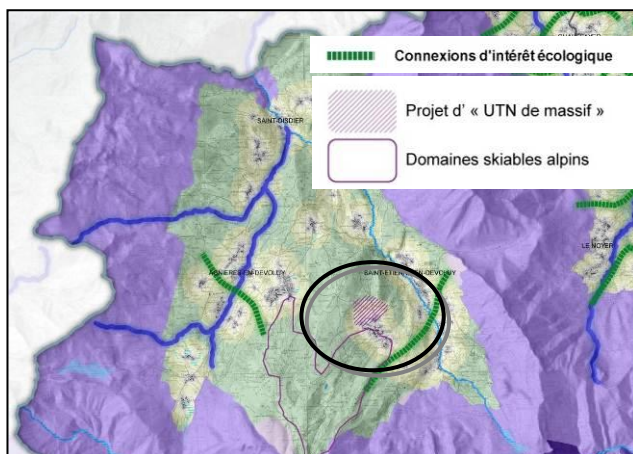 Connexions d'intérêt écologique
Projet d' « UTN de massif »
Domaines skiables alpins
SAINT-DISDIER
LE NOYER
AGNIERES-EN-DEVOLUY
SAINT-ETIENNE-EN-DEVOLUY